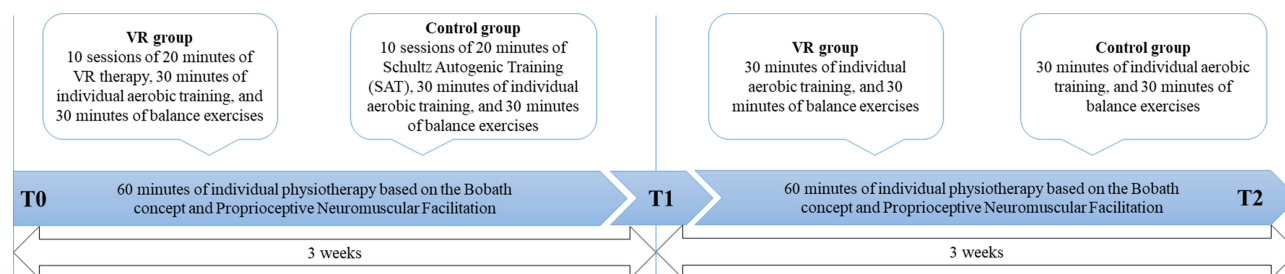 VR group
10 sessions of 20 minutes of
VR therapy, 30 minutes of
individual aerobic training, and
30 minutes of balance exercises
Control group
10 sessions of 20 minutes of
Schultz Autogenic Training
(SAT), 30 minutes of individual
aerobic training, and 30 minutes
of balance exercises
VR group
30 minutes of individual
aerobic training, and 30
minutes of balance exercises
Control group
30 minutes of individual aerobic
training, and 30 minutes of
balance exercises
T0
60 minutes of individual physiotherapy based on the Bobath
concept and Proprioceptive Neuromuscular Facilitation
T1
60 minutes of individual physiotherapy based on the Bobath
concept and Proprioceptive Neuromuscular Facilitation
T2
3 weeks
3 weeks